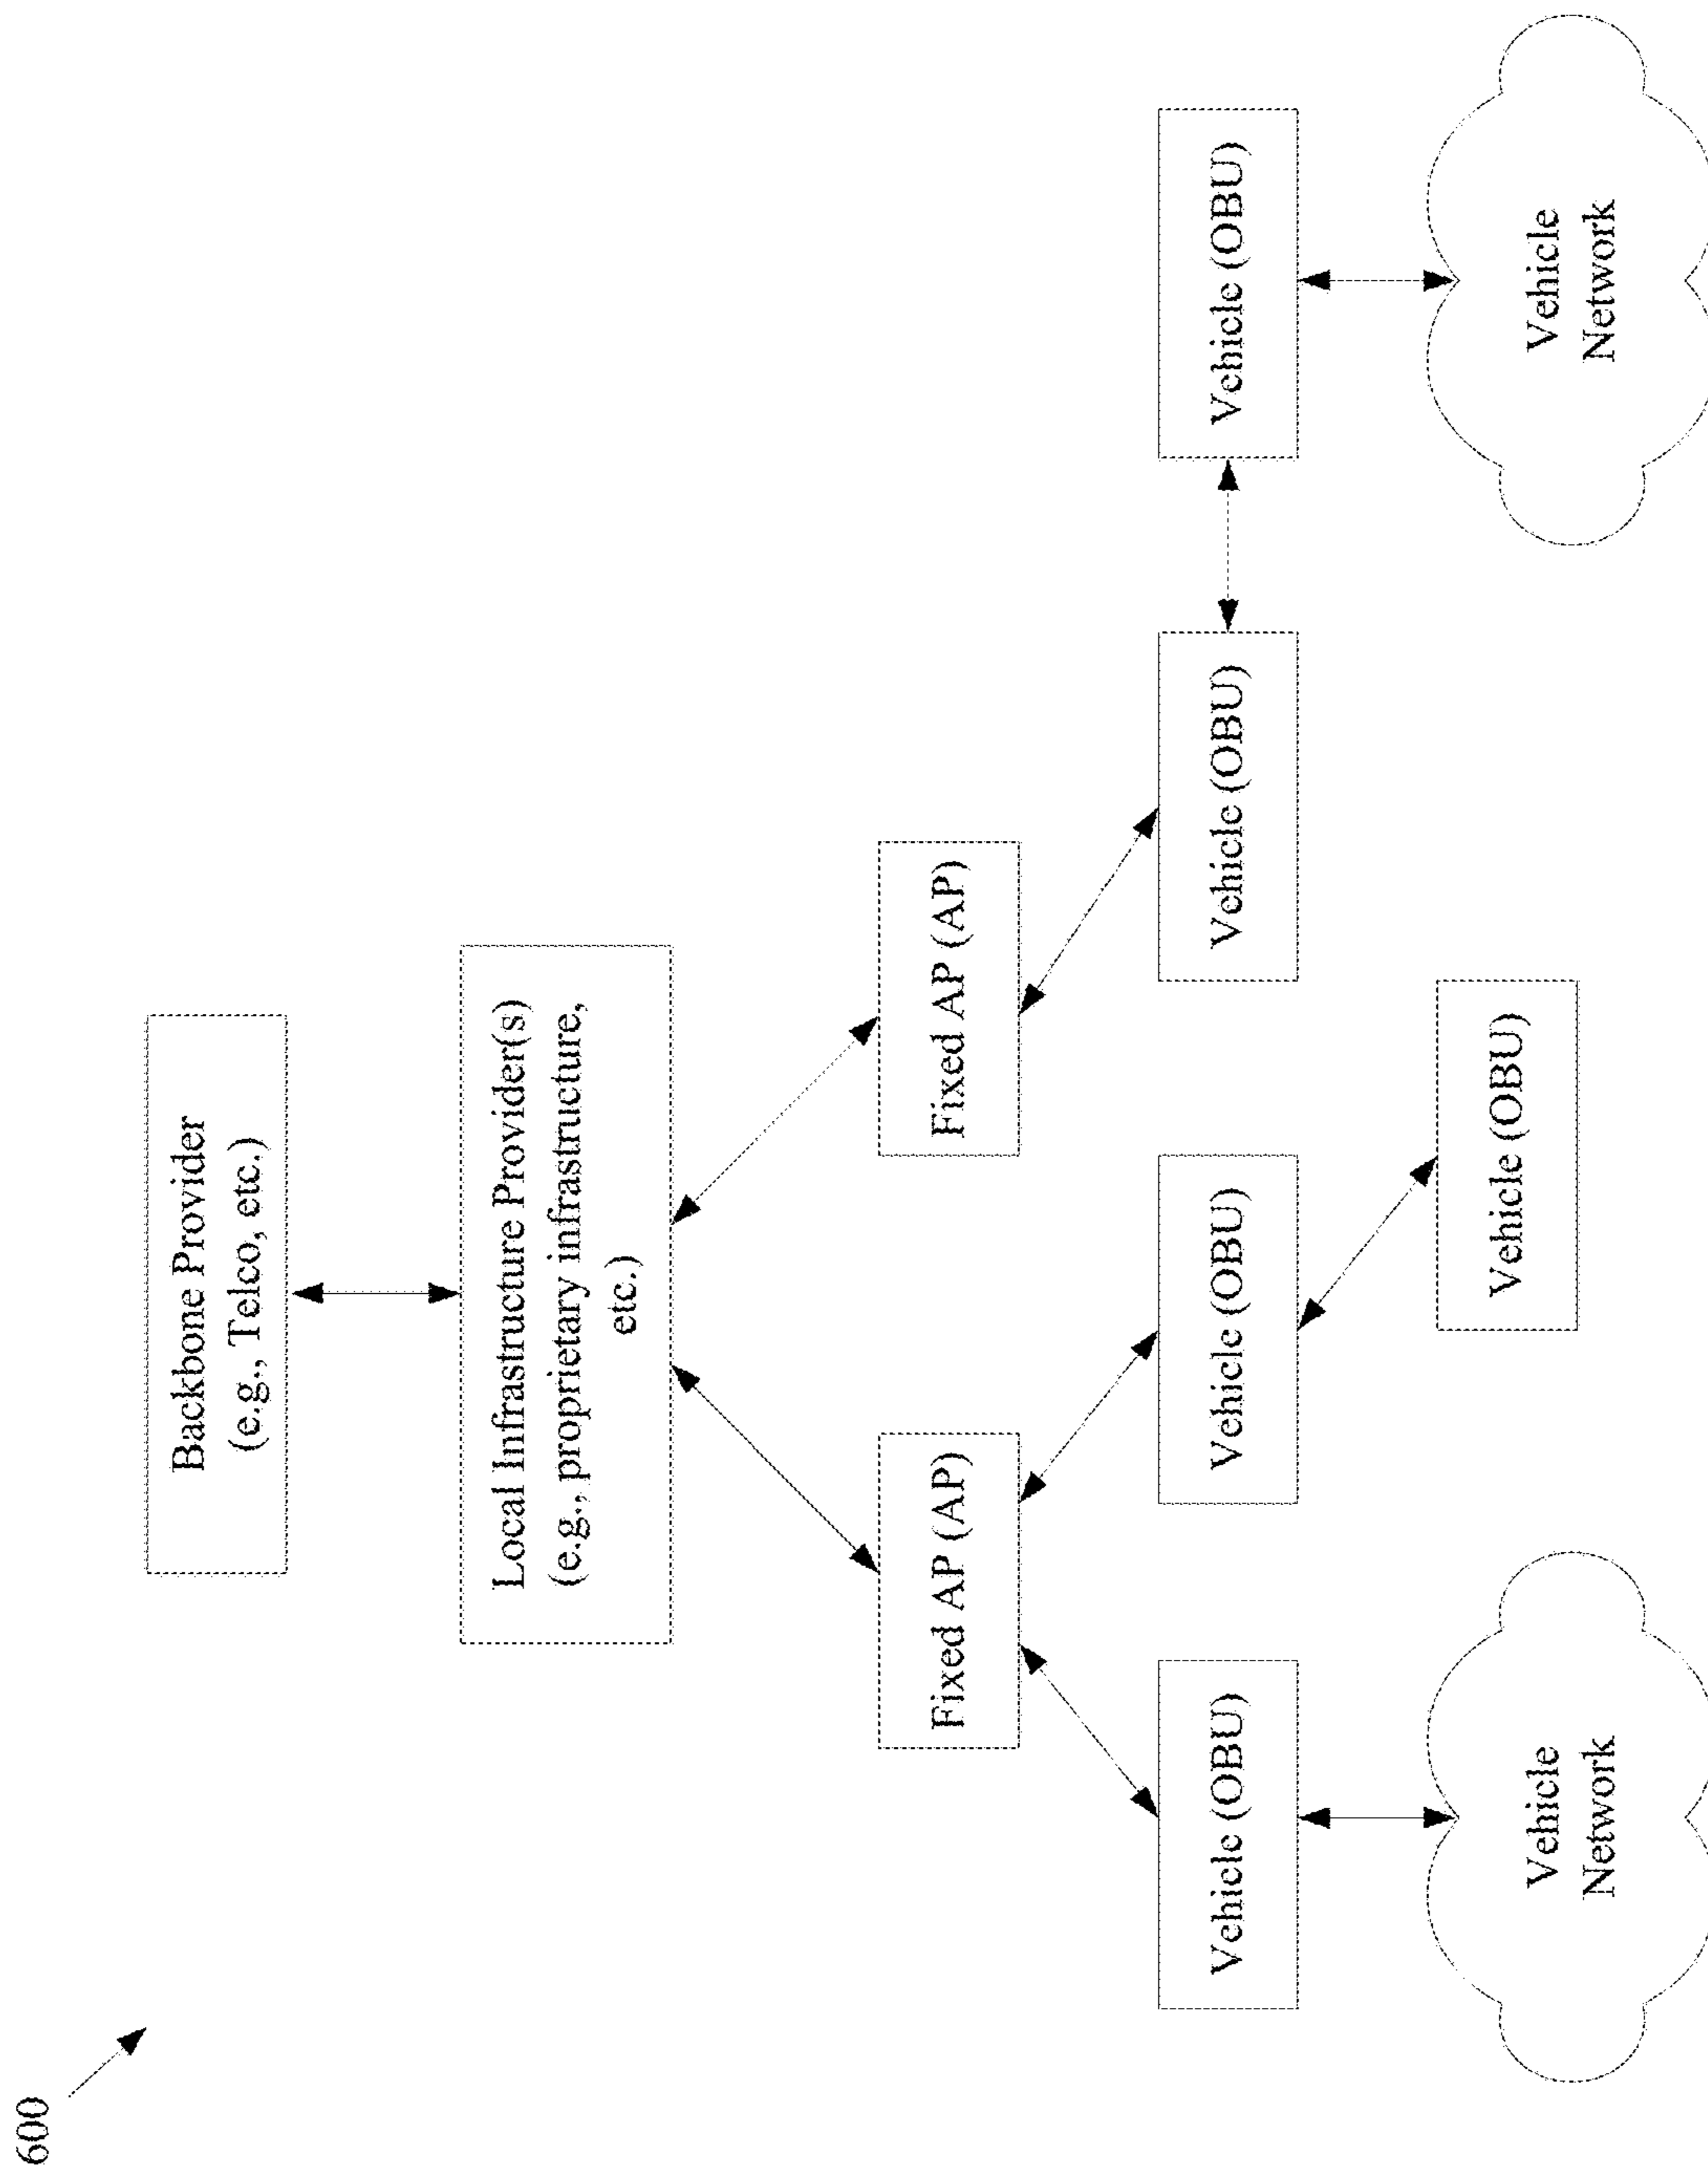 600
Backbone Provider
(e.g., Telco, etc.)
Local Infrastructure Provider(s)
(e.g., proprietary infrastructure,
etc.)
Fixed AP (AP)
Fixed AP (AP)
Vehicle (OBU)
Vehicle (OBU)
Vehicle (OBU)
Vehicle (OBU)
Vehicle (OBU)
Vehicle
Network
Vehicle
Network